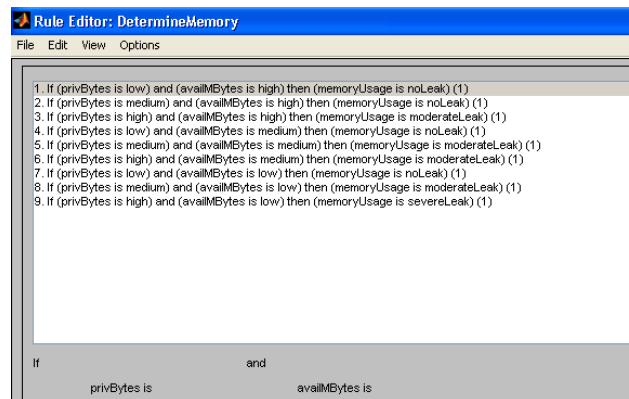 Rule Editor: DetermineMemory
File Edit View Options
1. If (privBytes is low) and (availMBytes is high) then (memoryUsage is noLeak) (1)
2. If (privBytes is medium) and (availMBytes is high) then (memoryUsage is noLeak) (1)
3. If (privBytes is high) and (availMBytes is high) then (memoryUsage is moderateLeak) (1)
4. If (privBytes is low) and (availMBytes is medium) then (memoryUsage is noLeak) (1)
5. If (privBytes is medium) and (availMBytes is medium) then (memoryUsage is moderateLeak) (1)
6. If (privBytes is high) and (availMBytes is medium) then (memoryUsage is moderateLeak) (1)
7. If (privBytes is low) and (availMBytes is low) then (memoryUsage is noLeak) (1)
8. If (privBytes is medium) and (availMBytes is low) then (memoryUsage is moderateLeak) (1)
9. If (privBytes is high) and (availMBytes is low) then (memoryUsage is severeLeak) (1)
If and
privBytes is availMBytes is